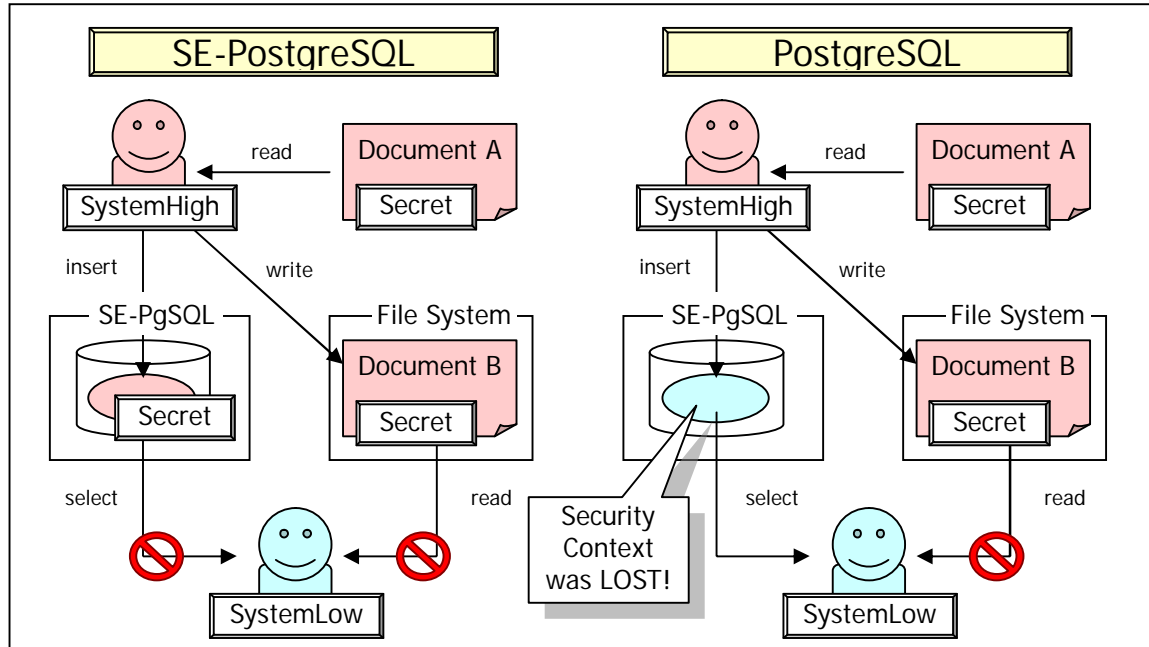 SE-PostgreSQL
PostgreSQL
read
Document A
Secret
SystemHigh
insert
write
SE-PgSQL
File System
Document B
Secret
Secret
select
read
SystemLow
read
Document A
Secret
SystemHigh
insert
write
SE-PgSQL
File System
Document B
Secret
Security
Context
was LOST!
select
read
SystemLow